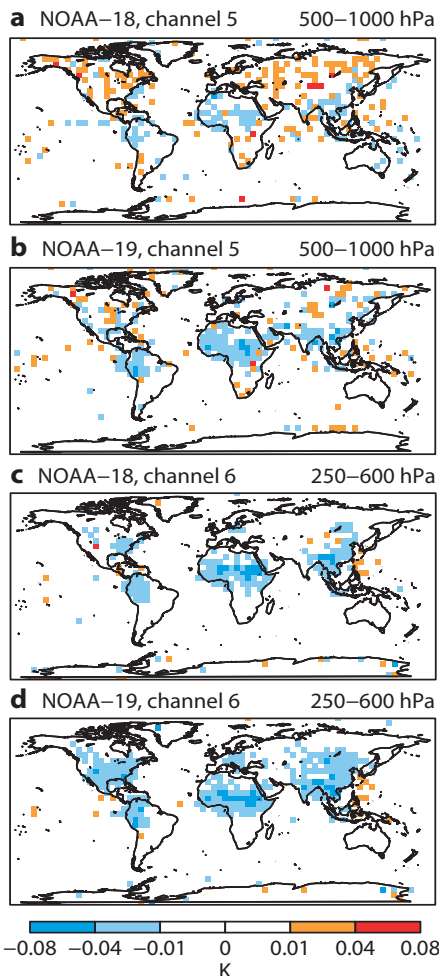 a NOAA−18, channel 5 500−1000 hPa
b NOAA−19, channel 5 500−1000 hPa
c NOAA−18, channel 6 250−600 hPa
d NOAA−19, channel 6 250−600 hPa
−0.08 −0.04 −0.01 0 0.01 0.04 0.08
K